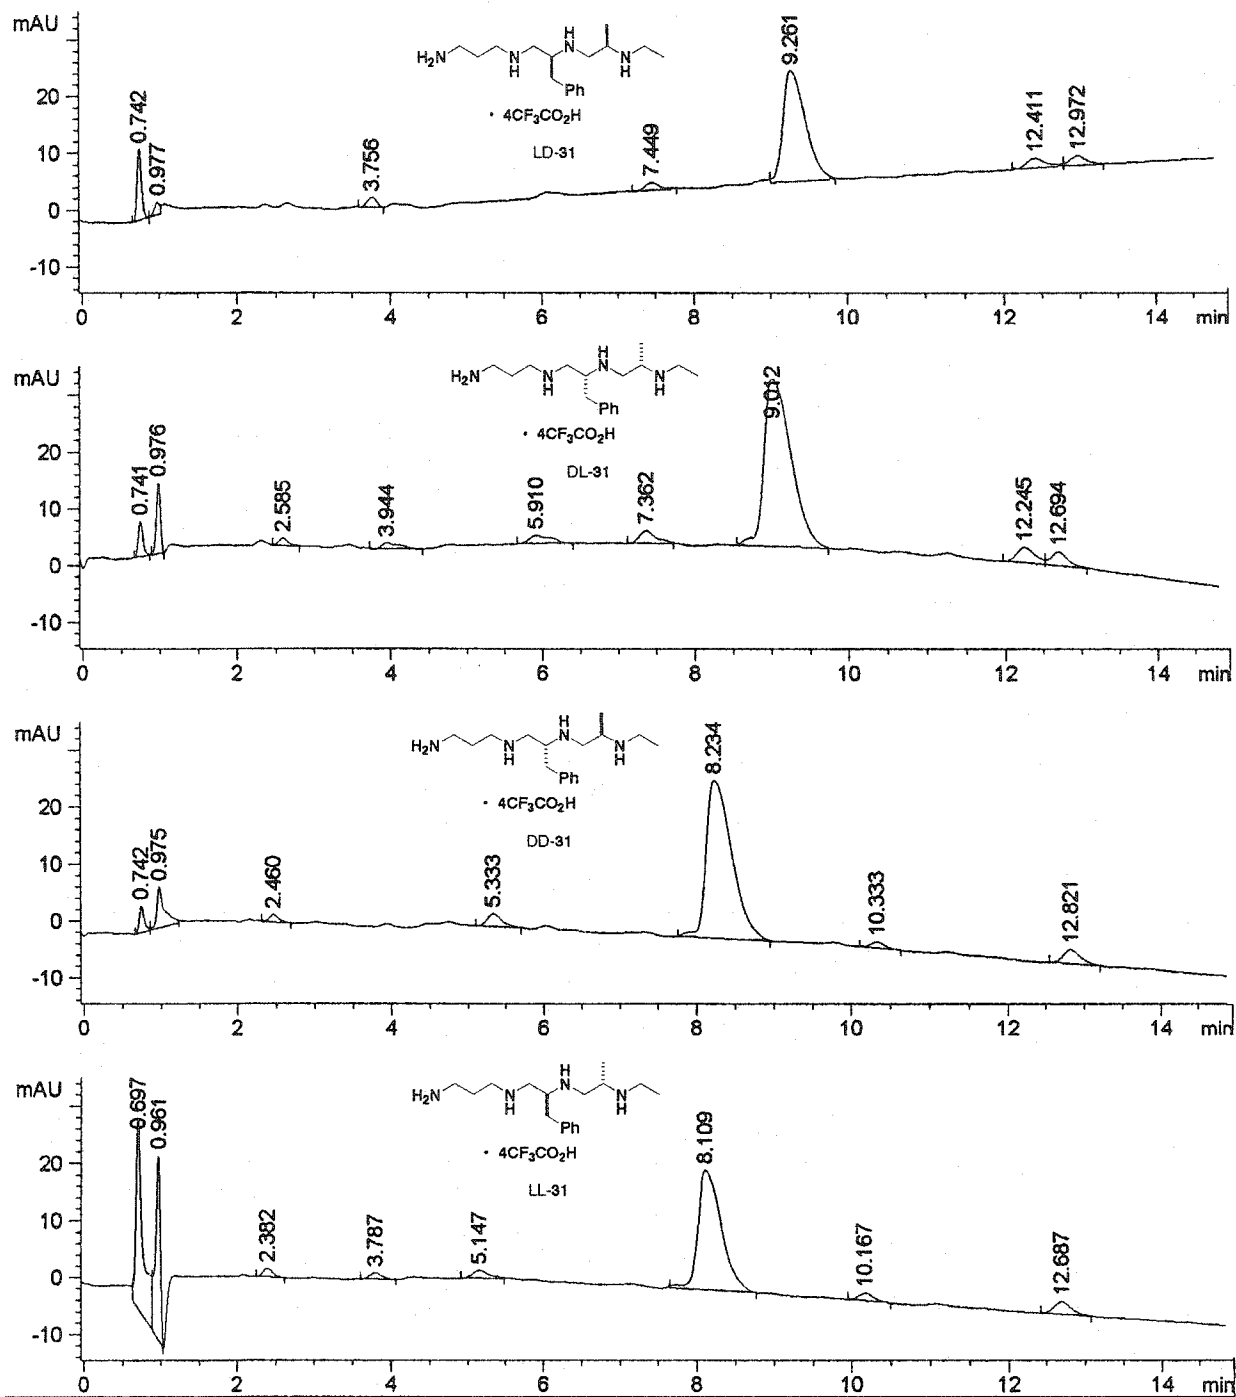 mAU
20
10
0
-10
0.742
0.977
3.756
7.449
9.261
12.411
12.972
H2N
N
H
H
N
N
H
Ph
• 4CF3CO2H
LD-31
0 2 4 6 8 10 12 14 min
mAU
20
10
0
-10
0.741
0.976
2.585
3.944
5.910
7.362
9.012
12.245
12.694
H2N
N
H
H
N
N
H
Ph
• 4CF3CO2H
DL-31
0 2 4 6 8 10 12 14 min
mAU
20
10
0
-10
0.742
0.975
2.460
5.333
8.234
10.333
12.821
H2N
N
H
H
N
N
H
Ph
• 4CF3CO2H
DD-31
0 2 4 6 8 10 12 14 min
mAU
20
10
0
-10
0.697
0.961
2.382
3.787
5.147
8.109
10.167
12.687
H2N
N
H
H
N
N
H
Ph
• 4CF3CO2H
LL-31
0 2 4 6 8 10 12 14 min